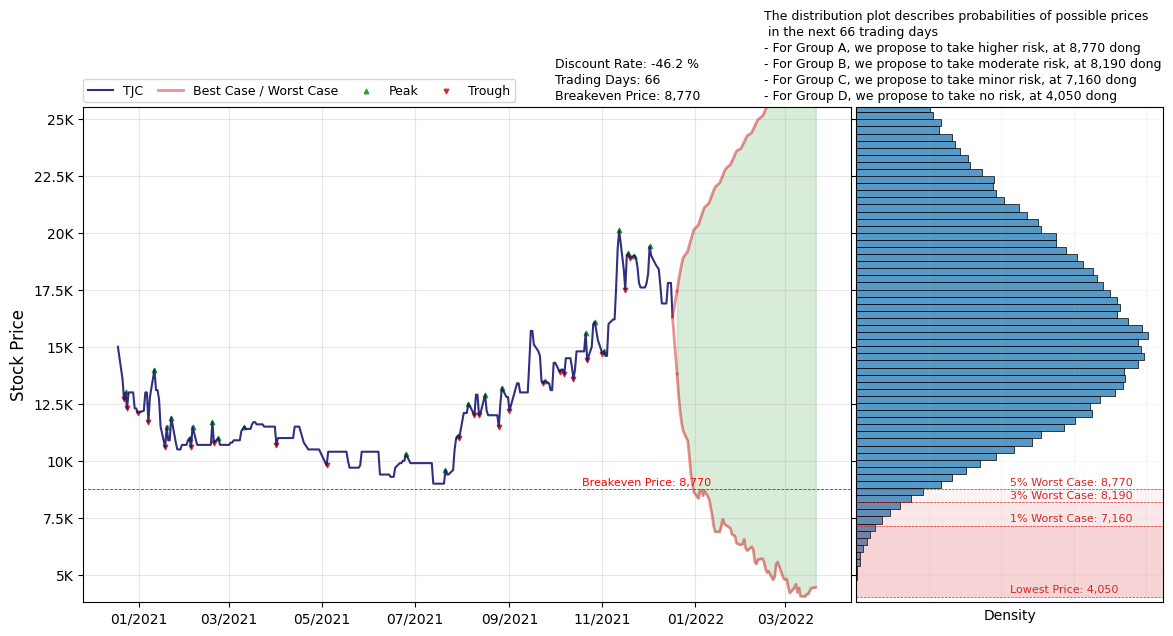 The distribution plot describes probabilities of possible prices
in the next 66 trading days
- For Group A, we propose to take higher risk, at 8,770 dong
- For Group B, we propose to take moderate risk, at 8,190 dong
- For Group C, we propose to take minor risk, at 7,160 dong
- For Group D, we propose to take no risk, at 4,050 dong
Discount Rate: -46.2 %
Trading Days: 66
Breakeven Price: 8,770
TJC
Best Case / Worst Case
Peak
Trough
Stock Price
25K
22.5K
20K
17.5K
15K
12.5K
10K
7.5K
5K
Breakeven Price: 8,770
5% Worst Case: 8,770
3% Worst Case: 8,190
1% Worst Case: 7,160
Lowest Price: 4,050
01/2021
03/2021
05/2021
07/2021
09/2021
11/2021
01/2022
03/2022
Density